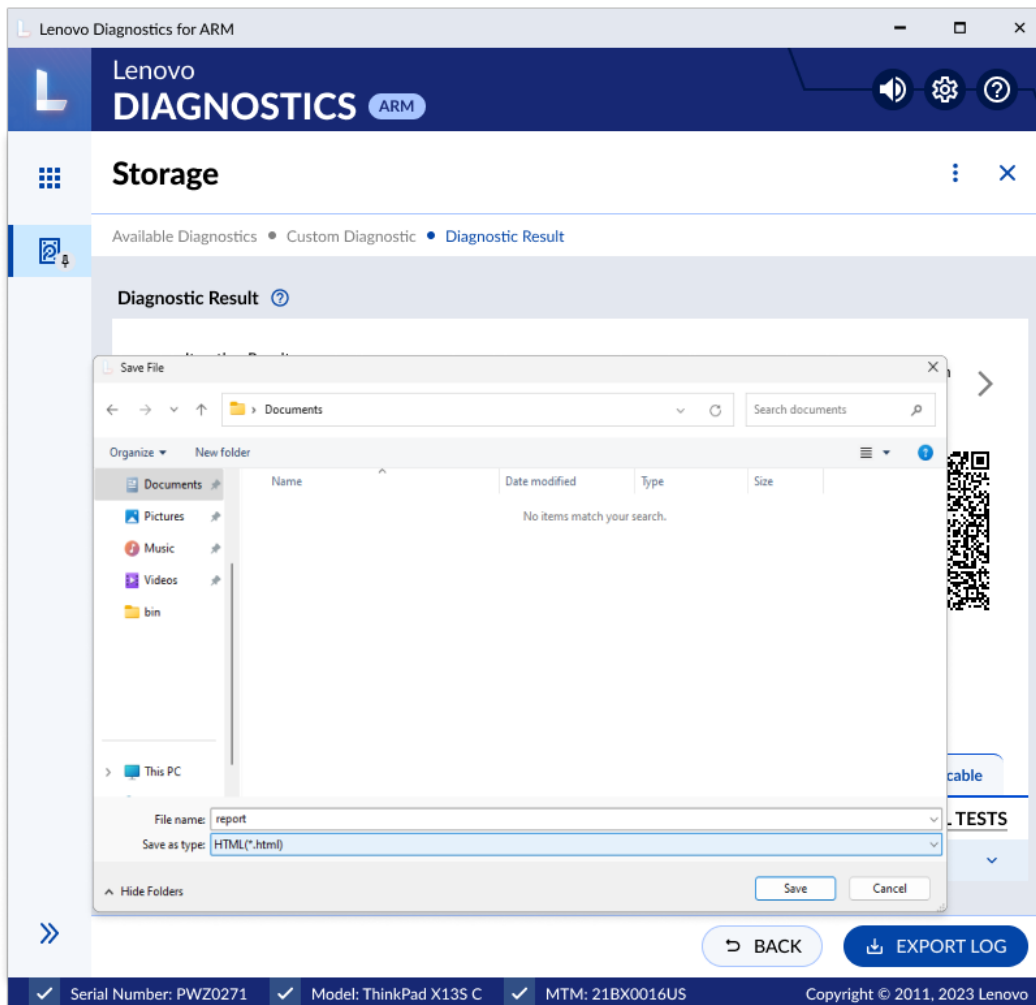 Lenovo Diagnostics for ARM
Lenovo
DIAGNOSTICS ARM
Storage
Available Diagnostics • Custom Diagnostic • Diagnostic Result
Diagnostic Result
Save File
Documents
Search documents
Organize New folder
Name Date modified Type Size
Documents
No items match your search.
Pictures
Music
Videos
bin
This PC
cable
File name: report
L TESTS
Save as type: HTML(*.html)
Hide Folders
Save Cancel
BACK EXPORT LOG
Serial Number: PWZ0271 Model: ThinkPad X13S C MTM: 21BX0016US Copyright © 2011, 2023 Lenovo